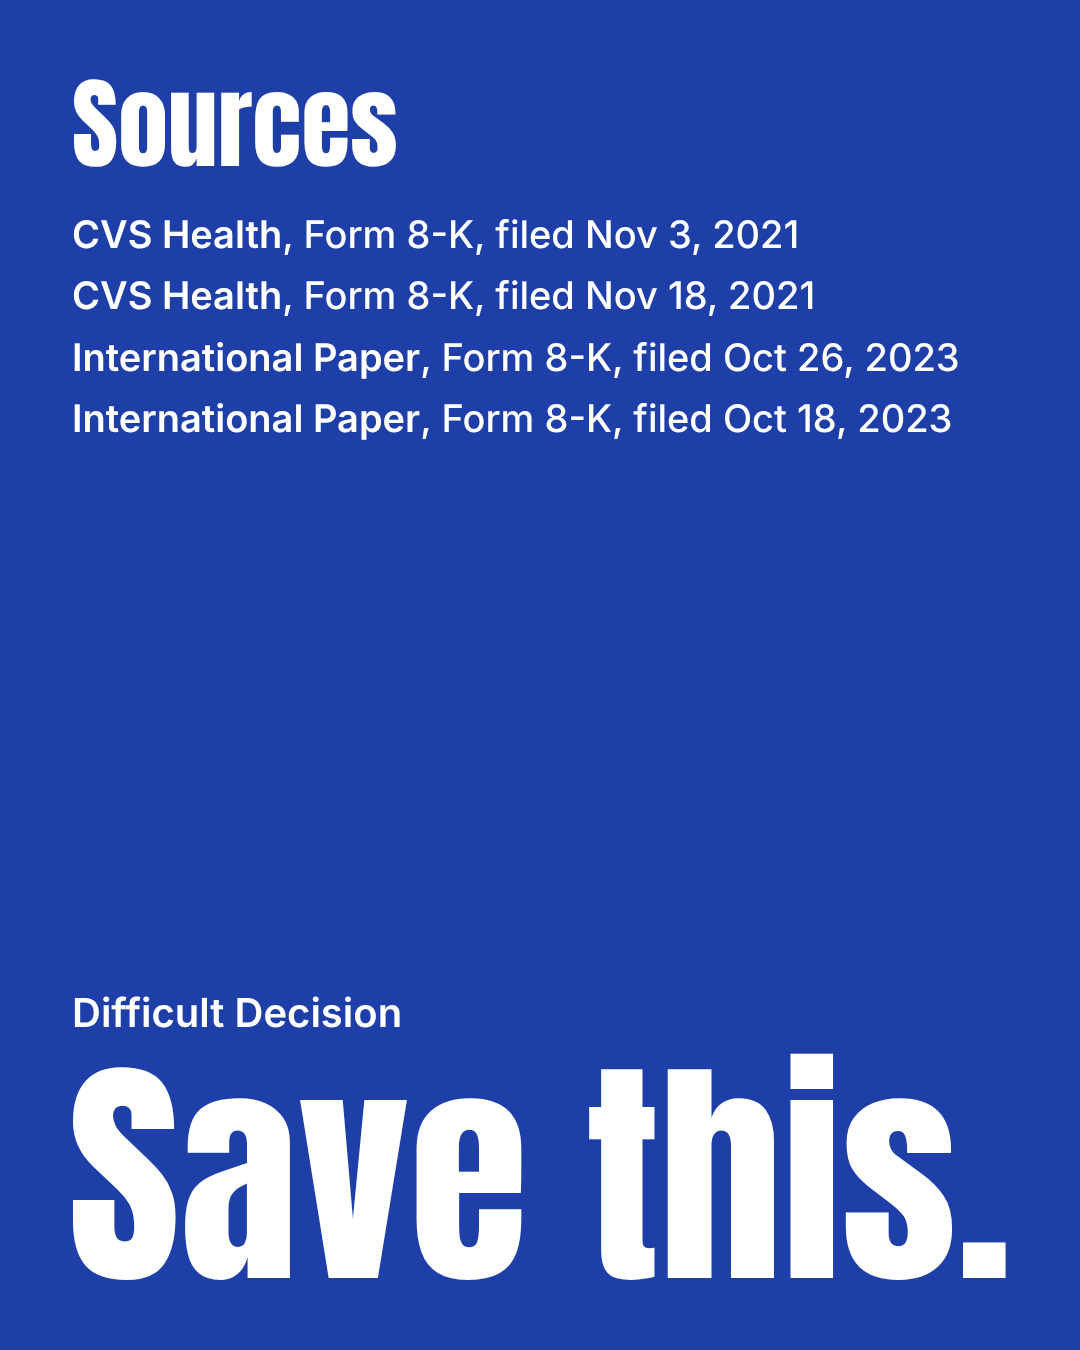 Sources
CVS Health, Form 8-K, filed Nov 3, 2021
CVS Health, Form 8-K, filed Nov 18, 2021
International Paper, Form 8-K, filed Oct 26, 2023
International Paper, Form 8-K, filed Oct 18, 2023
Difficult Decision
Save this.